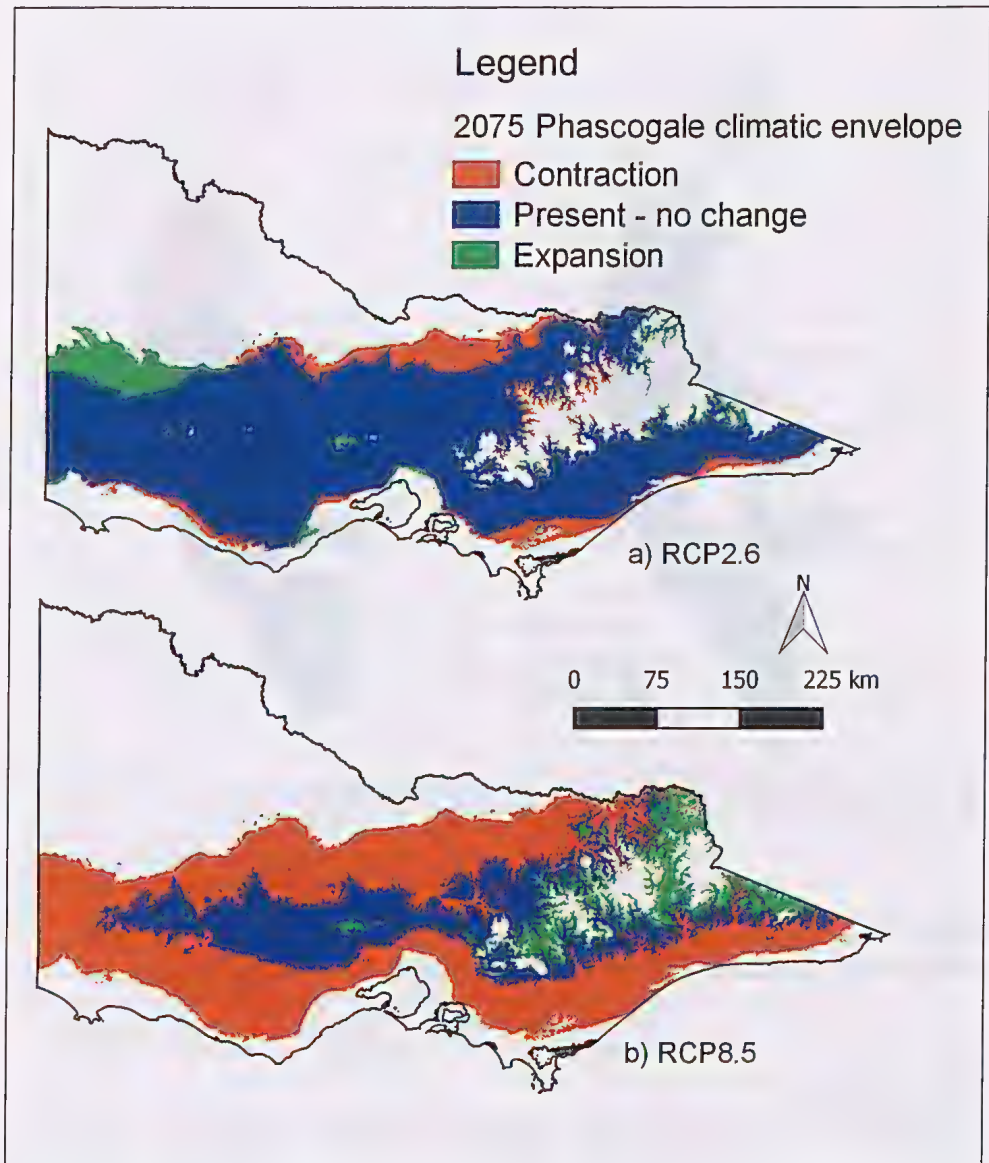 Legend
2075 Phascogale climatic envelope
Contraction
Present - no change
Expansion
a) RCP2.6
N
0 75 150 225 km
b) RCP8.5